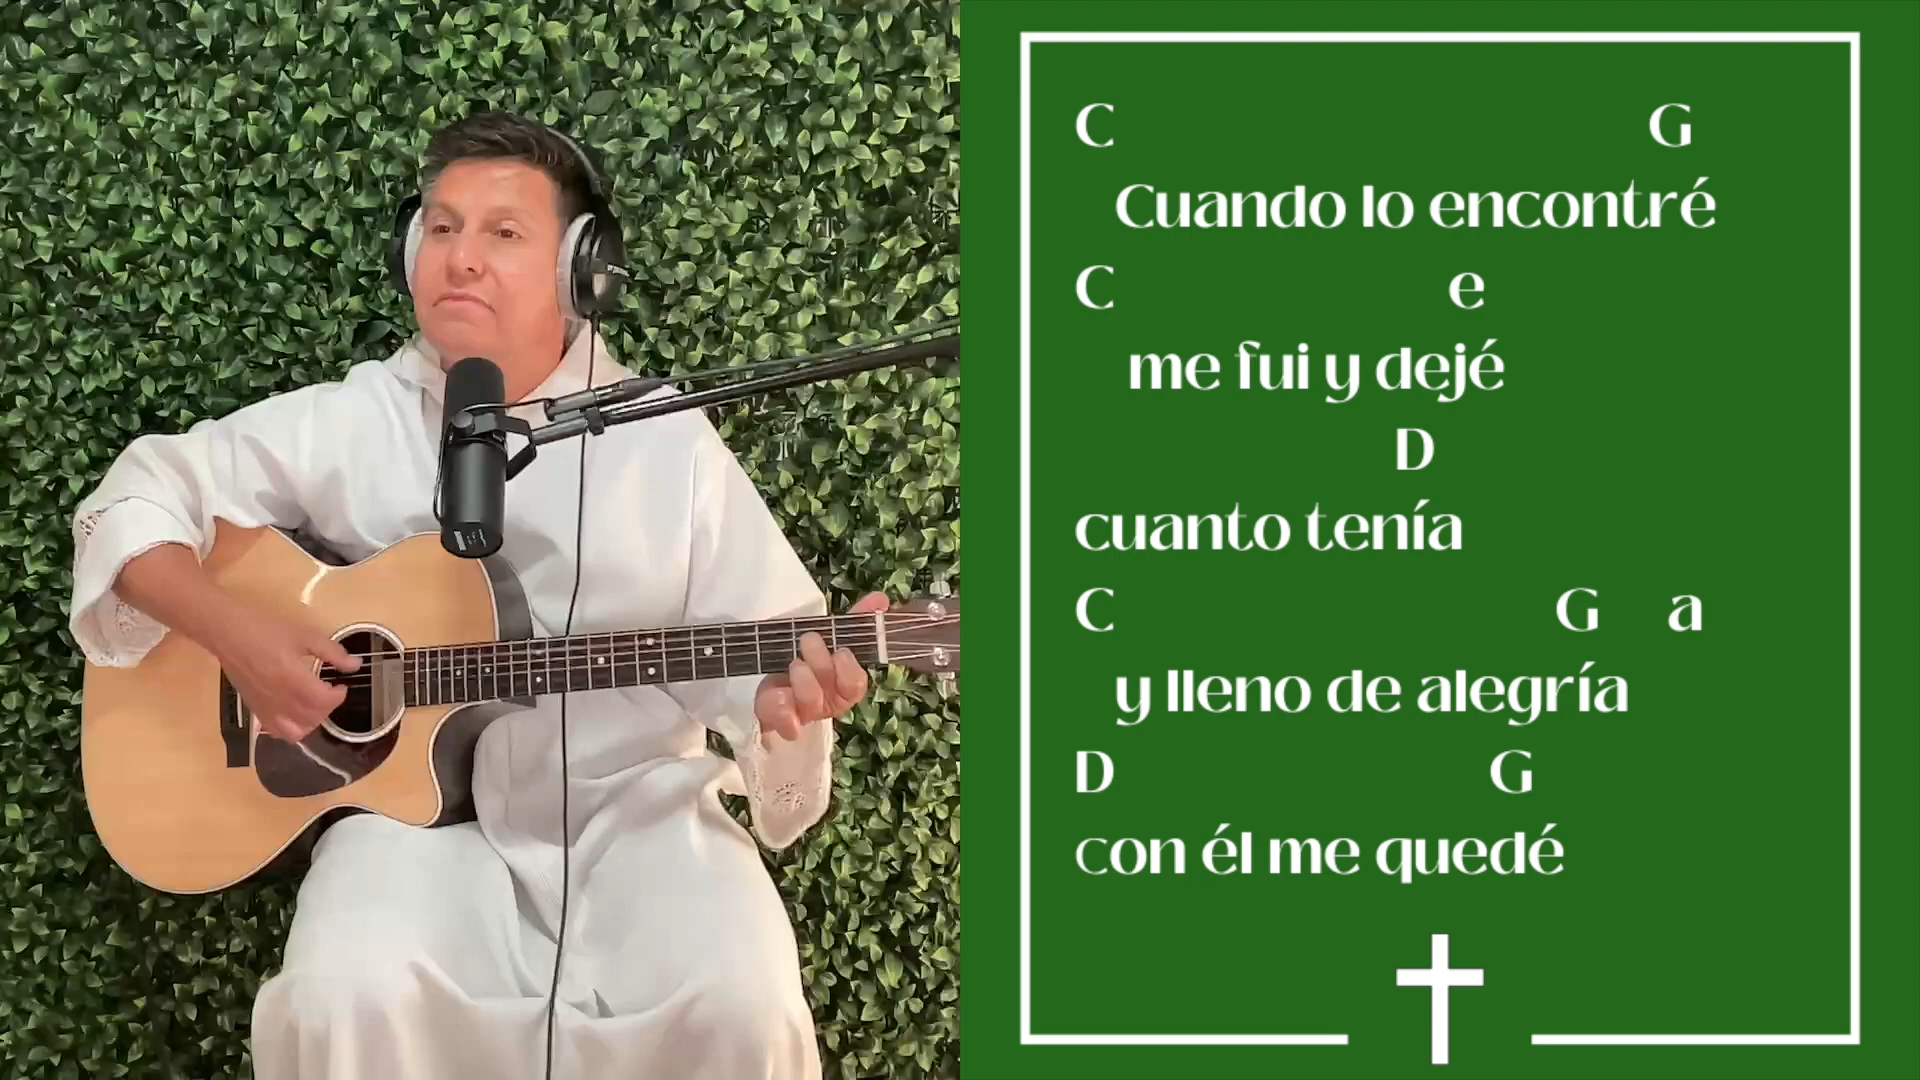 C G
Cuando lo encontré
C e
me fui y dejé
D
cuanto tenía
C G a
y lleno de alegría
D G
con él me quedé